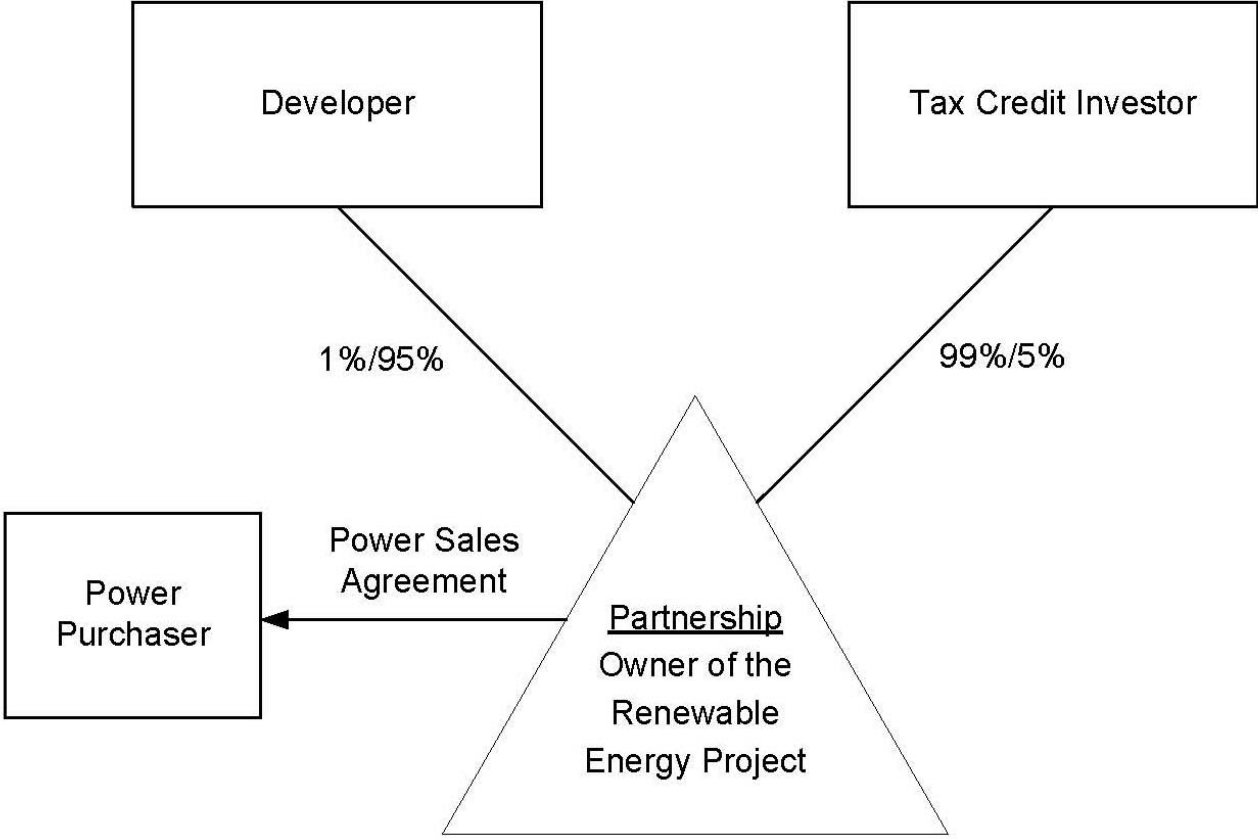 Developer
Tax Credit Investor
1%/95%
99%/5%
Power Sales
Agreement
Power
Purchaser
Partnership
Owner of the
Renewable
Energy Project